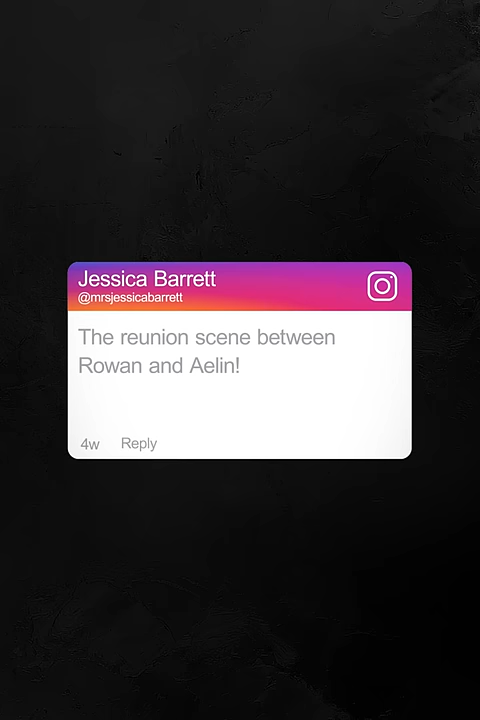 Jessica Barrett
@mrsjessicabarrett
The reunion scene between
Rowan and Aelin!
4w Reply